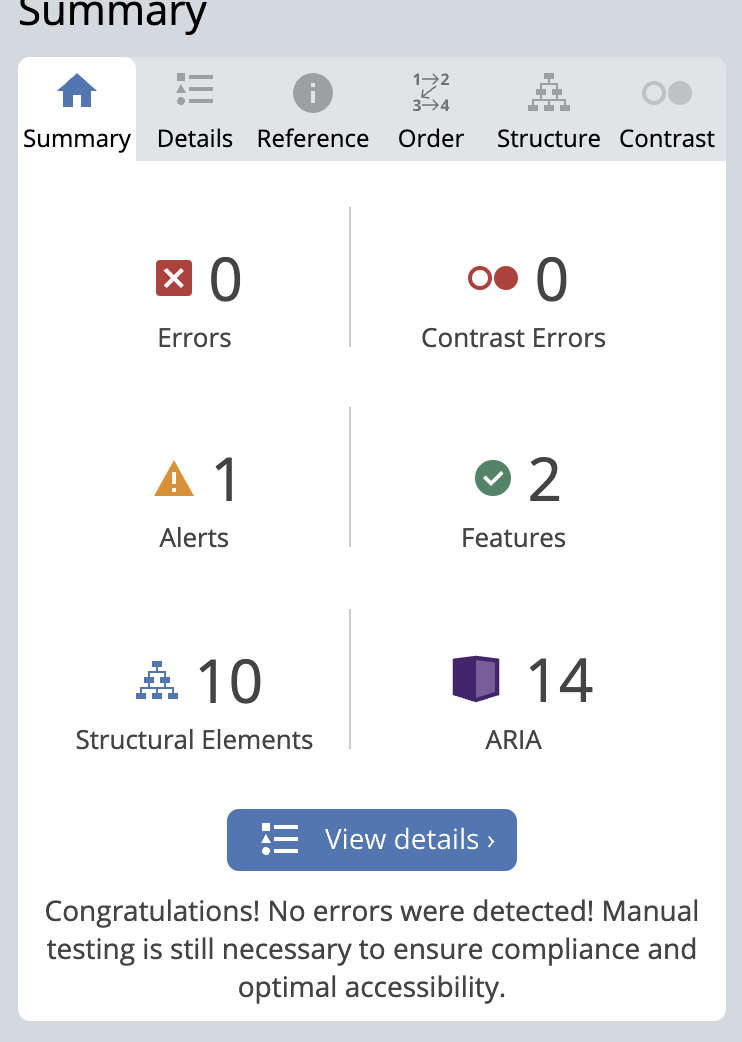 Summary
1→2
3→4
Summary Details Reference Order Structure Contrast
0 0
Errors Contrast Errors
1 2
Alerts Features
10 14
Structural Elements ARIA
View details ›
Congratulations! No errors were detected! Manual
testing is still necessary to ensure compliance and
optimal accessibility.